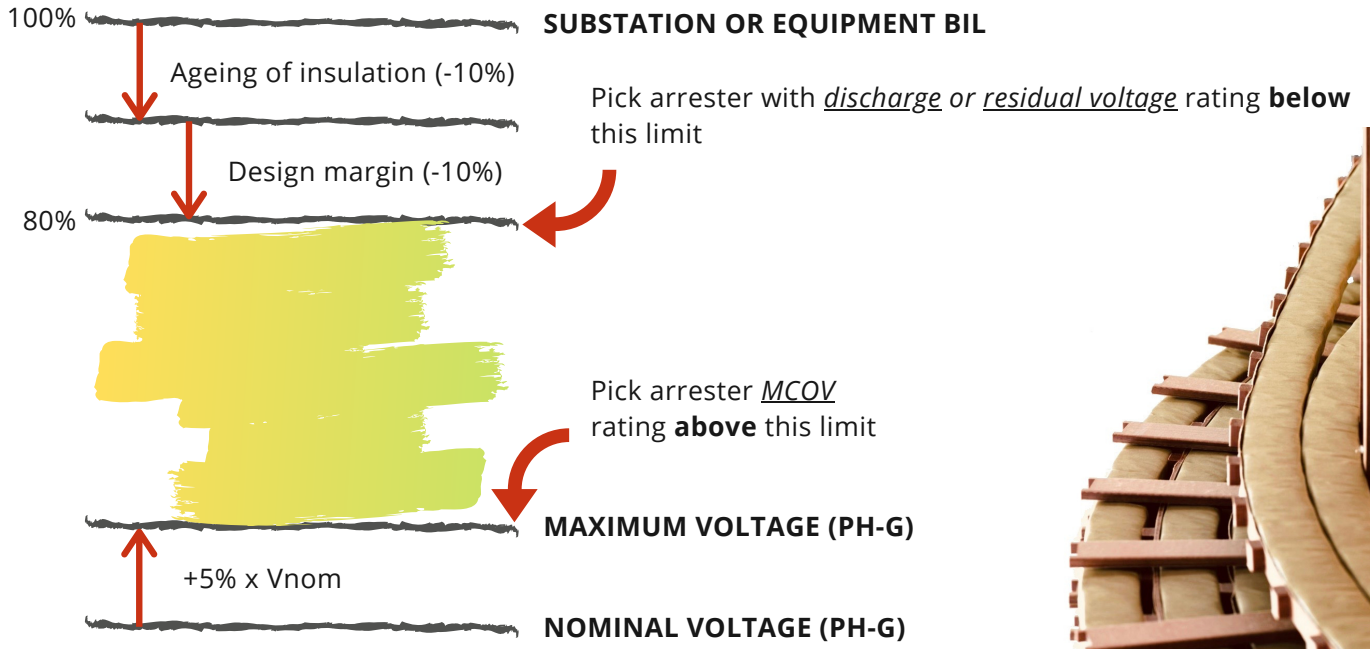 100%
SUBSTATION OR EQUIPMENT BIL
Ageing of insulation (-10%)
Pick arrester with discharge or residual voltage rating below
this limit
Design margin (-10%)
80%
Pick arrester MCOV
rating above this limit
MAXIMUM VOLTAGE (PH-G)
+5% x Vnom
NOMINAL VOLTAGE (PH-G)